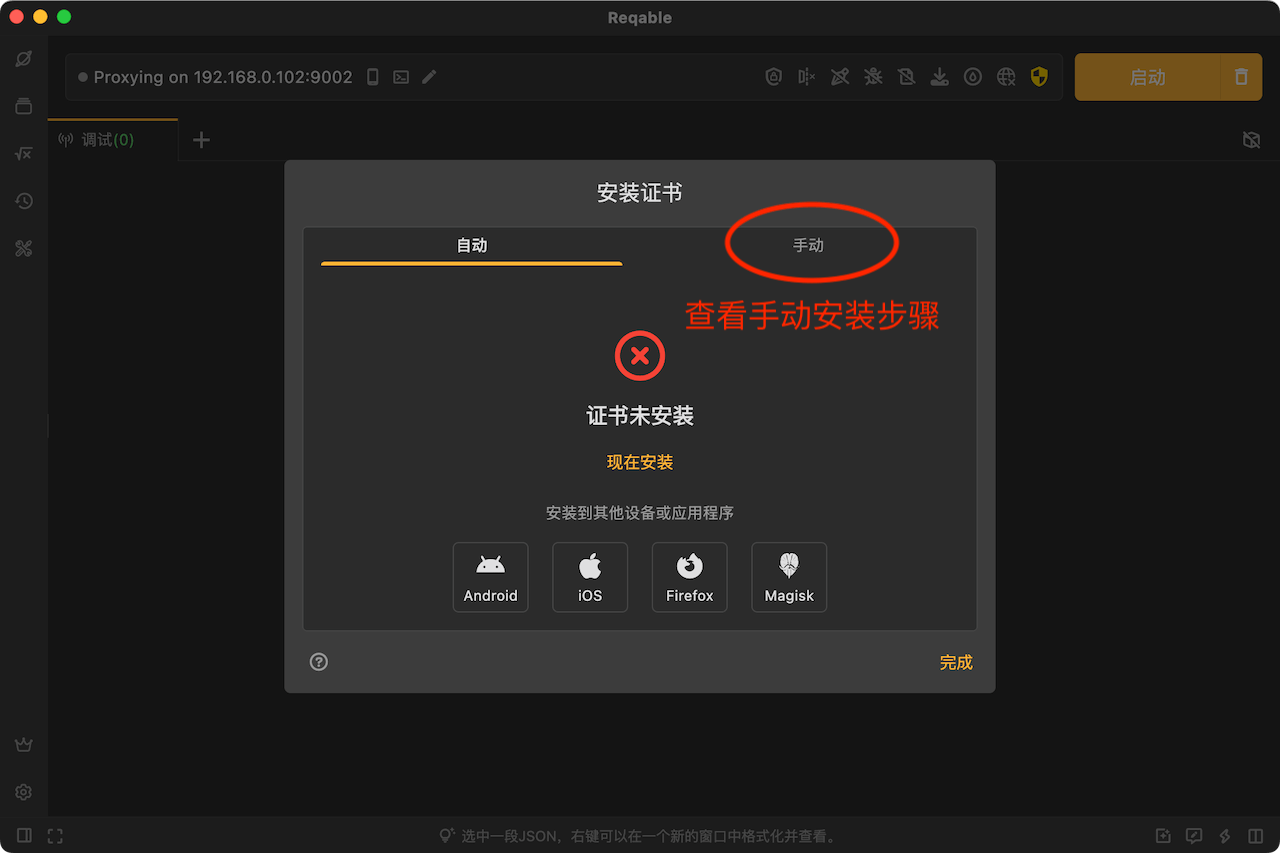 Reqable
Proxying on 192.168.0.102:9002
启动
调试(0)
安装证书
自动
手动
查看手动安装步骤
证书未安装
现在安装
安装到其他设备或应用程序
Android
iOS
Firefox
Magisk
完成
选中一段JSON，右键可以在一个新的窗口中格式化并查看。